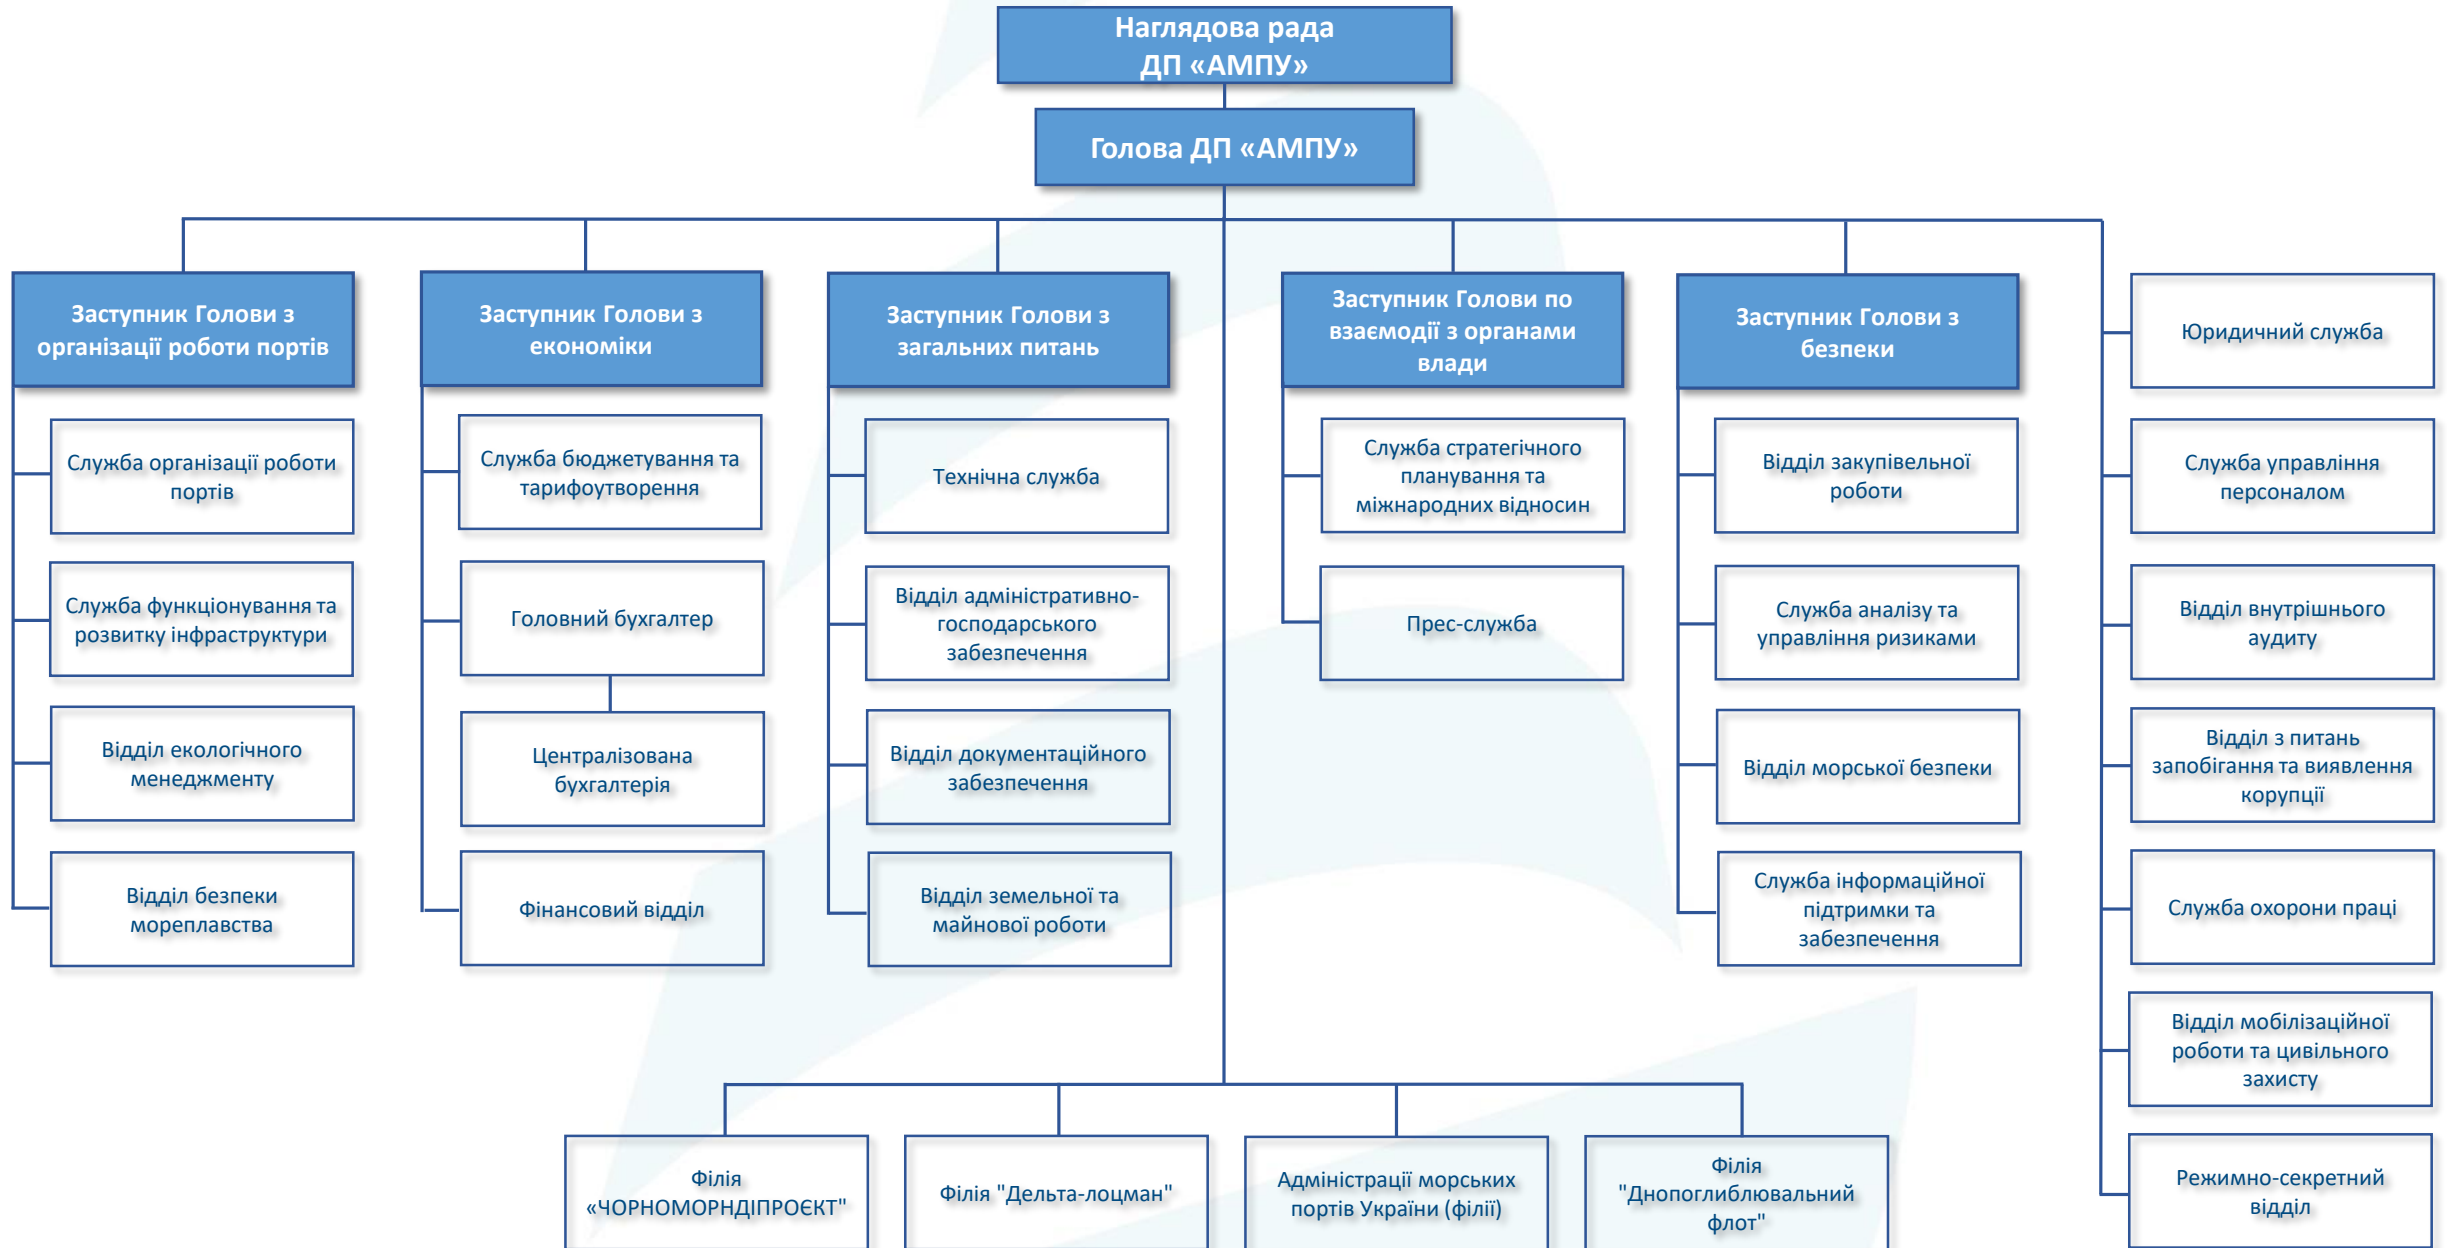 Наглядова рада
ДП «АМПУ»
Голова ДП «АМПУ»
Заступник Голови з
організації роботи портів
Служба організації роботи
портів
Служба функціонування та
розвитку інфраструктури
Відділ екологічного
менеджменту
Відділ безпеки
мореплавства
Заступник Голови з
економіки
Служба бюджетування та
тарифоутворення
Головний бухгалтер
Централізована
бухгалтерія
Фінансовий відділ
Заступник Голови з
загальних питань
Технічна служба
Відділ адміністративно-
господарського
забезпечення
Відділ документаційного
забезпечення
Відділ земельної та
майнової роботи
Заступник Голови по
взаємодії з органами
влади
Служба стратегічного
планування та
міжнародних відносин
Прес-служба
Заступник Голови з
безпеки
Відділ закупівельної
роботи
Служба аналізу та
управління ризиками
Відділ морської безпеки
Служба інформаційної
підтримки та
забезпечення
Юридичний служба
Служба управління
персоналом
Відділ внутрішнього
аудиту
Відділ з питань
запобігання та виявлення
корупції
Служба охорони праці
Відділ мобілізаційної
роботи та цивільного
захисту
Режимно-секретний
відділ
Філія
«ЧОРНОМОРНДІПРОЄКТ"
Філія "Дельта-лоцман"
Адміністрації морських
портів України (філії)
Філія
"Днопоглиблювальний
флот"